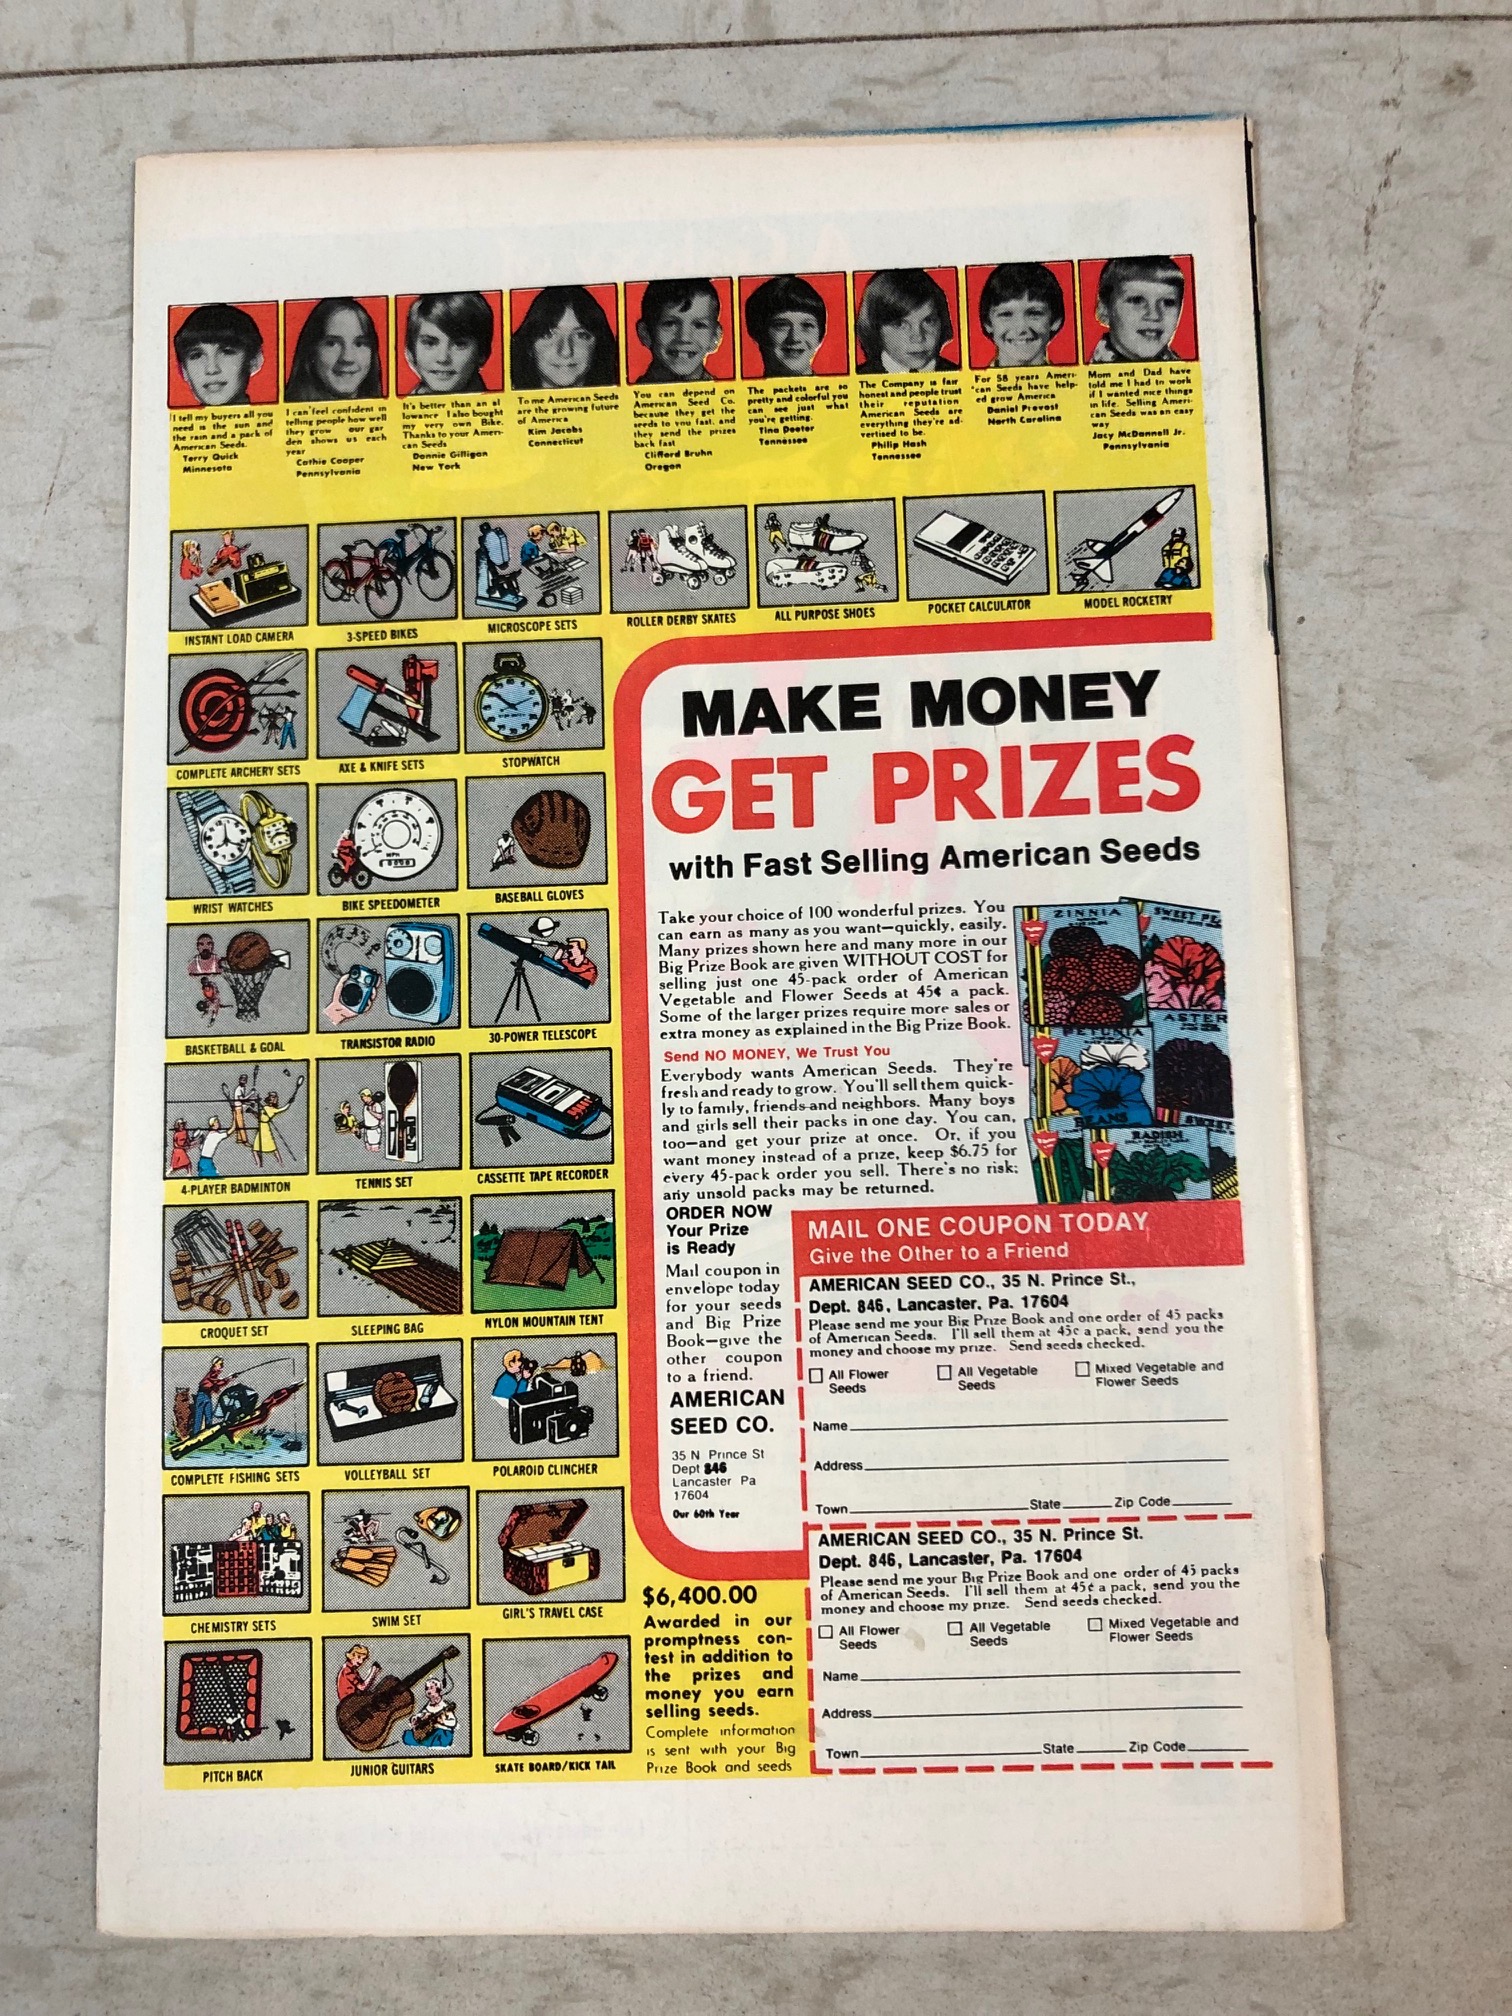 I tell my buyers all you
need is the sun and
the rain and a pack of
American Seeds.
Terry Quick
Minnesota
I can feel confident in
telling people how well
they grow our gar
den shows us each
year
Cathie Cooper
Pennsylvania
It's better than an al
lowance I also bought
my very own Bike.
Thanks to your Ameri-
can Seeds
Donnie Gilligan
New York
To me American Seeds
are the growing future
of America
Kim Jacobs
Connecticut
You can depend on
American Seed Co.
because they get the
seeds to you fast, and
they send the prizes
back fast
Clifford Bruhn
Oregon
The packets are so
pretty and colorful you
can see just what
you're getting.
Tina Deeter
Tennessee
The Company is fair
honest and people trust
their reputation
American Seeds are
everything they're ad-
vertised to be.
Philip Hash
Tennessee
For 58 years Ameri-
can Seeds have help-
ed grow America
Daniel Provost
North Carolina
Mom and Dad have
told me I had to work
if I wanted nice things
in life. Selling Ameri-
can Seeds was an easy
way
Jacy McDonnell Jr.
Pennsylvania
INSTANT LOAD CAMERA
3-SPEED BIKES
MICROSCOPE SETS
ROLLER DERBY SKATES
ALL PURPOSE SHOES
POCKET CALCULATOR
MODEL ROCKETRY
COMPLETE ARCHERY SETS
AXE & KNIFE SETS
STOPWATCH
WRIST WATCHES
MPH
BIKE SPEEDOMETER
BASEBALL GLOVES
BASKETBALL & GOAL
TRANSISTOR RADIO
30-POWER TELESCOPE
4-PLAYER BADMINTON
TENNIS SET
CASSETTE TAPE RECORDER
CROQUET SET
SLEEPING BAG
NYLON MOUNTAIN TENT
COMPLETE FISHING SETS
VOLLEYBALL SET
POLAROID CLINCHER
CHEMISTRY SETS
SWIM SET
GIRL'S TRAVEL CASE
PITCH BACK
JUNIOR GUITARS
SKATE BOARD/KICK TAIL
MAKE MONEY
GET PRIZES
with Fast Selling American Seeds
Take your choice of 100 wonderful prizes. You
can earn as many as you want—quickly, easily.
Many prizes shown here and many more in our
Big Prize Book are given WITHOUT COST for
selling just one 45-pack order of American
Vegetable and Flower Seeds at 45¢ a pack.
Some of the larger prizes require more sales or
extra money as explained in the Big Prize Book.
Send NO MONEY, We Trust You
Everybody wants American Seeds. They're
fresh and ready to grow. You'll sell them quick-
ly to family, friends and neighbors. Many boys
and girls sell their packs in one day. You can,
too—and get your prize at once. Or, if you
want money instead of a prize, keep $6.75 for
every 45-pack order you sell. There's no risk;
any unsold packs may be returned.
ZINNIA
SWEET PE
ASTER
PETUNIA
BEANS
RADISH
SWEET
ORDER NOW
Your Prize
is Ready
Mail coupon in
envelope today
for your seeds
and Big Prize
Book—give the
other coupon
to a friend.
AMERICAN
SEED CO.
35 N Prince St
Dept 846
Lancaster Pa
17604
Our 60th Year
MAIL ONE COUPON TODAY
Give the Other to a Friend
AMERICAN SEED CO., 35 N. Prince St.,
Dept. 846, Lancaster, Pa. 17604
Please send me your Big Prize Book and one order of 45 packs
of American Seeds. I'll sell them at 45¢ a pack, send you the
money and choose my prize. Send seeds checked.
All Flower
Seeds
All Vegetable
Seeds
Mixed Vegetable and
Flower Seeds
Name
Address
Town State Zip Code
AMERICAN SEED CO., 35 N. Prince St.
Dept. 846, Lancaster, Pa. 17604
Please send me your Big Prize Book and one order of 45 packs
of American Seeds. I'll sell them at 45¢ a pack, send you the
money and choose my prize. Send seeds checked.
All Flower
Seeds
All Vegetable
Seeds
Mixed Vegetable and
Flower Seeds
Name
Address
Town State Zip Code
$6,400.00
Awarded in our
promptness con-
test in addition to
the prizes and
money you earn
selling seeds.
Complete information
is sent with your Big
Prize Book and seeds